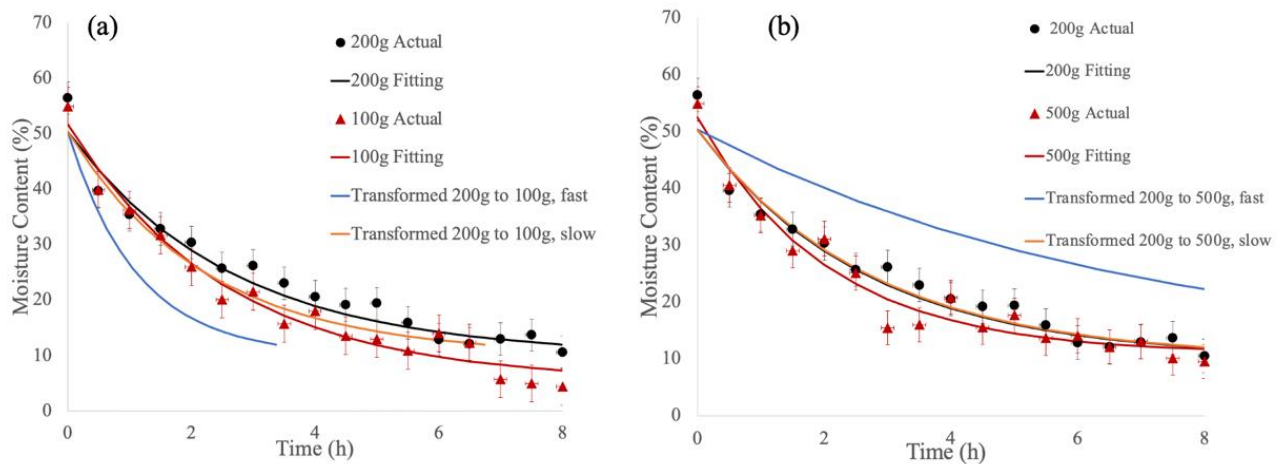 (a)
Moisture Content (%)
70
60
50
40
30
20
10
0
200g Actual
200g Fitting
100g Actual
100g Fitting
Transformed 200g to 100g, fast
Transformed 200g to 100g, slow
0 2 4 6 8
Time (h)
(b)
Moisture Content (%)
70
60
50
40
30
20
10
0
200g Actual
200g Fitting
500g Actual
500g Fitting
Transformed 200g to 500g, fast
Transformed 200g to 500g, slow
0 2 4 6 8
Time (h)